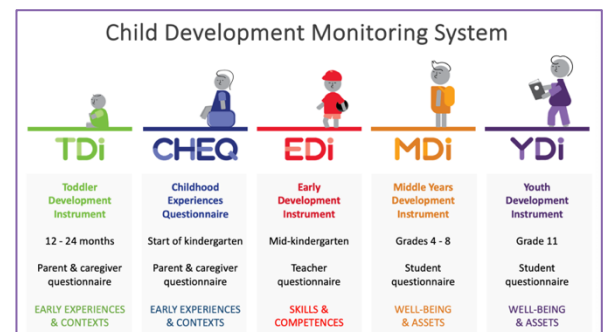 Child Development Monitoring System
TDi
CHEQ
EDi
MDi
YDi
Toddler
Development
Instrument
Childhood
Experiences
Questionnaire
Early
Development
Instrument
Middle Years
Development
Instrument
Youth
Development
Instrument
12 - 24 months
Start of kindergarten
Mid-kindergarten
Grades 4 - 8
Grade 11
Parent & caregiver
questionnaire
Parent & caregiver
questionnaire
Teacher
questionnaire
Student
questionnaire
Student
questionnaire
EARLY EXPERIENCES
& CONTEXTS
EARLY EXPERIENCES
& CONTEXTS
SKILLS &
COMPETENCES
WELL-BEING
& ASSETS
WELL-BEING
& ASSETS